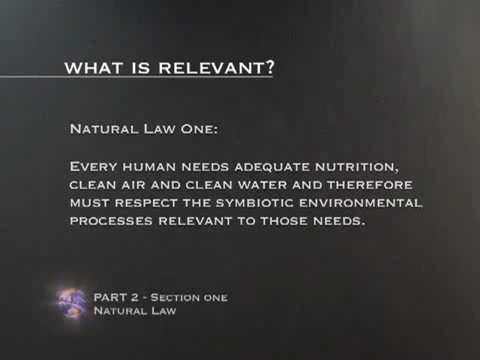 WHAT IS RELEVANT?
NATURAL LAW ONE:
EVERY HUMAN NEEDS ADEQUATE NUTRITION,
CLEAN AIR AND CLEAN WATER AND THEREFORE
MUST RESPECT THE SYMBIOTIC ENVIRONMENTAL
PROCESSES RELEVANT TO THOSE NEEDS.
PART 2 - SECTION ONE
NATURAL LAW